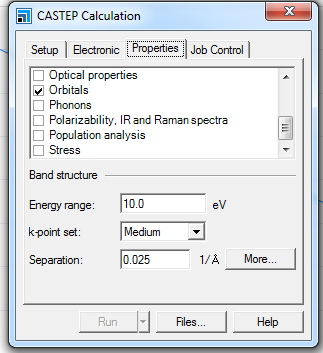 CASTEP Calculation
Setup Electronic Properties Job Control
Optical properties
Orbitals
Phonons
Polarizability, IR and Raman spectra
Population analysis
Stress
Band structure
Energy range: 10.0 eV
k-point set: Medium
Separation: 0.025 1/Å More...
Run Files... Help